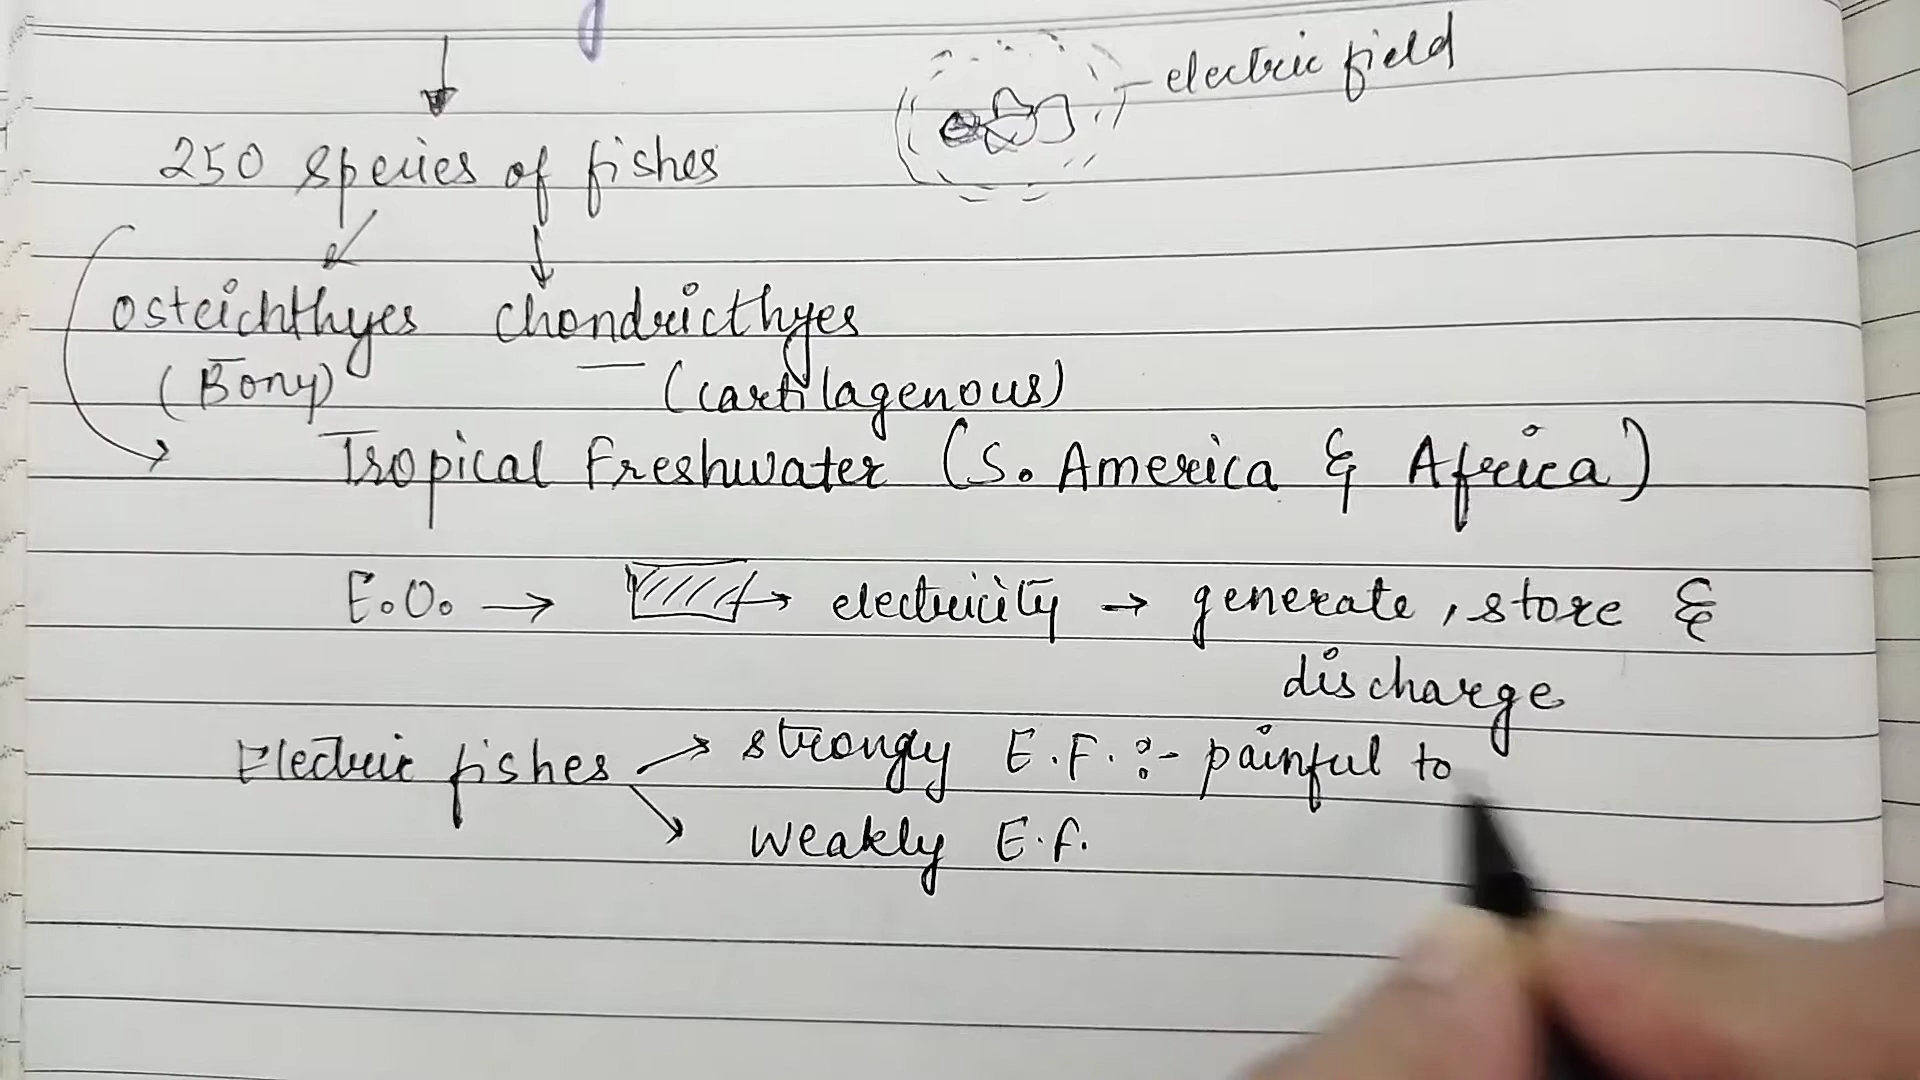 electric field
250 species of fishes
osteichthyes chondricthyes
(Bony) (cartilagenous)
Tropical Freshwater (S. America & Africa)
E.O. → → electricity → generate, store &
discharge
Electric fishes → strongly E.F. :- painful to
weakly E.F.